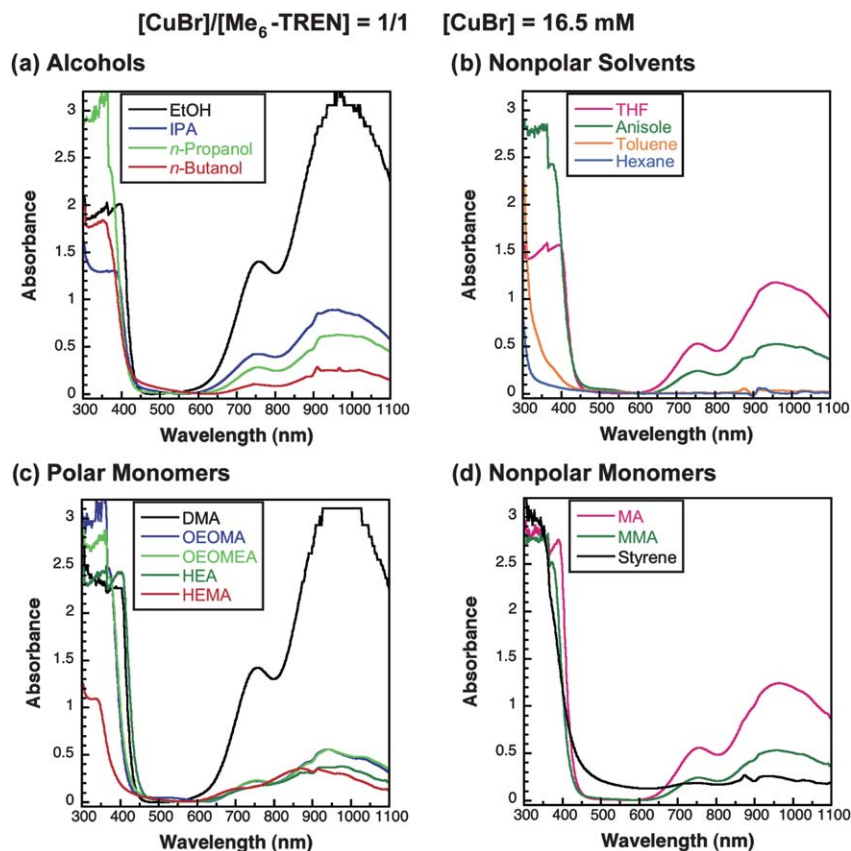 [CuBr]/[Me6-TREN] = 1/1 [CuBr] = 16.5 mM
(a) Alcohols
EtOH
IPA
n-Propanol
n-Butanol
3
2.5
2
1.5
1
0.5
0
Absorbance
300 400 500 600 700 800 900 1000 1100
Wavelength (nm)
(b) Nonpolar Solvents
THF
Anisole
Toluene
Hexane
3
2.5
2
1.5
1
0.5
0
Absorbance
300 400 500 600 700 800 900 1000 1100
Wavelength (nm)
(c) Polar Monomers
DMA
OEOMA
OEOMEA
HEA
HEMA
3
2.5
2
1.5
1
0.5
0
Absorbance
300 400 500 600 700 800 900 1000 1100
Wavelength (nm)
(d) Nonpolar Monomers
MA
MMA
Styrene
3
2.5
2
1.5
1
0.5
0
Absorbance
300 400 500 600 700 800 900 1000 1100
Wavelength (nm)